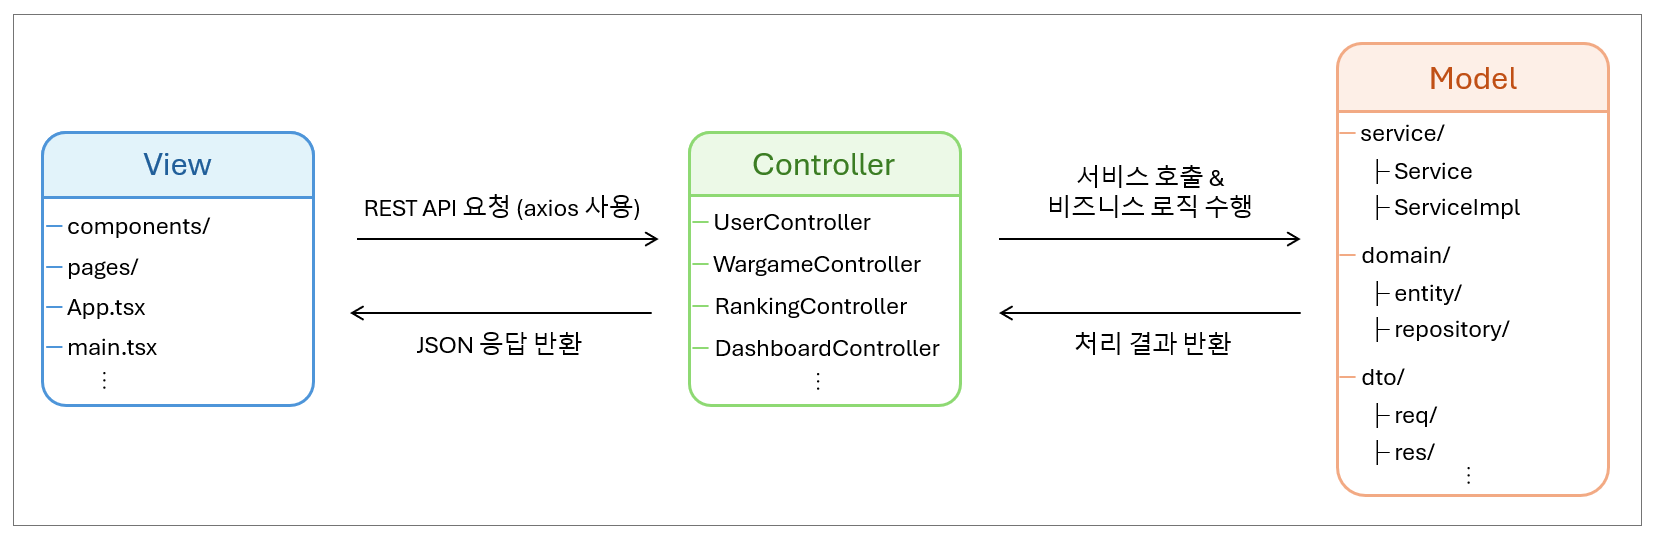 View
components/
pages/
App.tsx
main.tsx
⋮
REST API 요청 (axios 사용)
JSON 응답 반환
Controller
UserController
WargameController
RankingController
DashboardController
⋮
서비스 호출 &
비즈니스 로직 수행
처리 결과 반환
Model
service/
├ Service
├ ServiceImpl
domain/
├ entity/
├ repository/
dto/
├ req/
├ res/
⋮